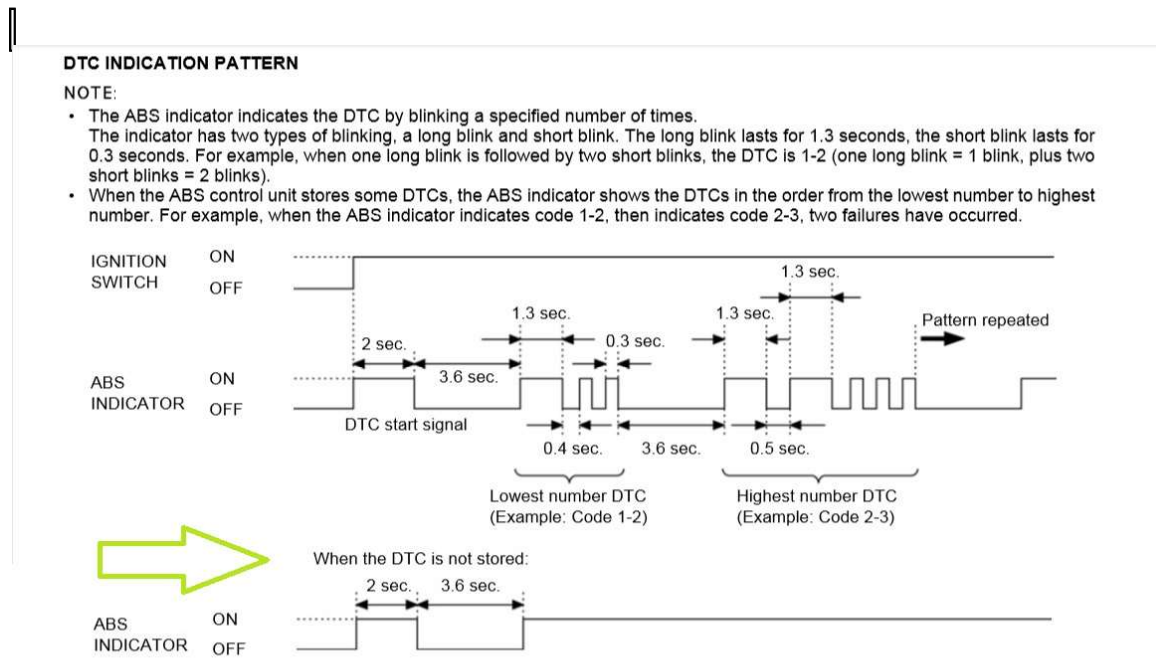 DTC INDICATION PATTERN
NOTE:
• The ABS indicator indicates the DTC by blinking a specified number of times.
The indicator has two types of blinking, a long blink and short blink. The long blink lasts for 1.3 seconds, the short blink lasts for
0.3 seconds. For example, when one long blink is followed by two short blinks, the DTC is 1-2 (one long blink = 1 blink, plus two
short blinks = 2 blinks).
• When the ABS control unit stores some DTCs, the ABS indicator shows the DTCs in the order from the lowest number to highest
number. For example, when the ABS indicator indicates code 1-2, then indicates code 2-3, two failures have occurred.
IGNITION
SWITCH
ON
OFF
1.3 sec.
1.3 sec.
1.3 sec.
Pattern repeated
2 sec.
0.3 sec.
3.6 sec.
ABS
INDICATOR
ON
OFF
DTC start signal
0.4 sec.
3.6 sec.
0.5 sec.
Lowest number DTC
(Example: Code 1-2)
Highest number DTC
(Example: Code 2-3)
When the DTC is not stored:
2 sec.
3.6 sec.
ABS
INDICATOR
ON
OFF